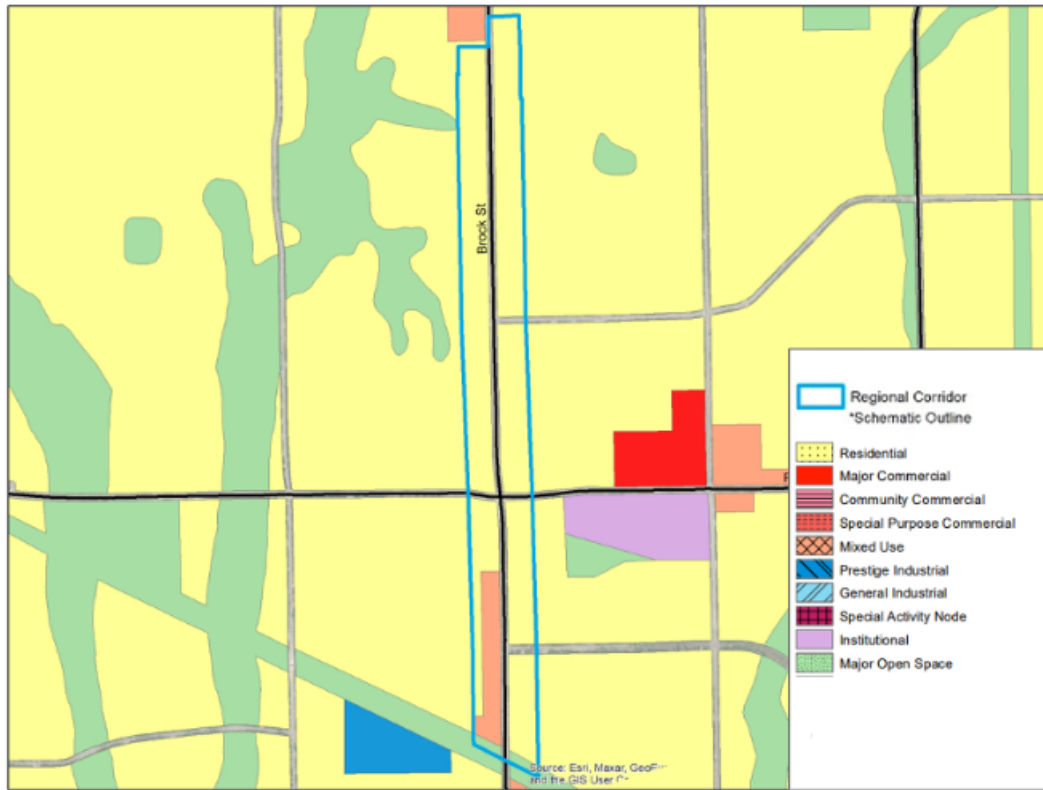 Brock St
Regional Corridor
*Schematic Outline
Residential
Major Commercial
Community Commercial
Special Purpose Commercial
Mixed Use
Prestige Industrial
General Industrial
Special Activity Node
Institutional
Major Open Space
Source: Esri, Maxar,
and the GIS User